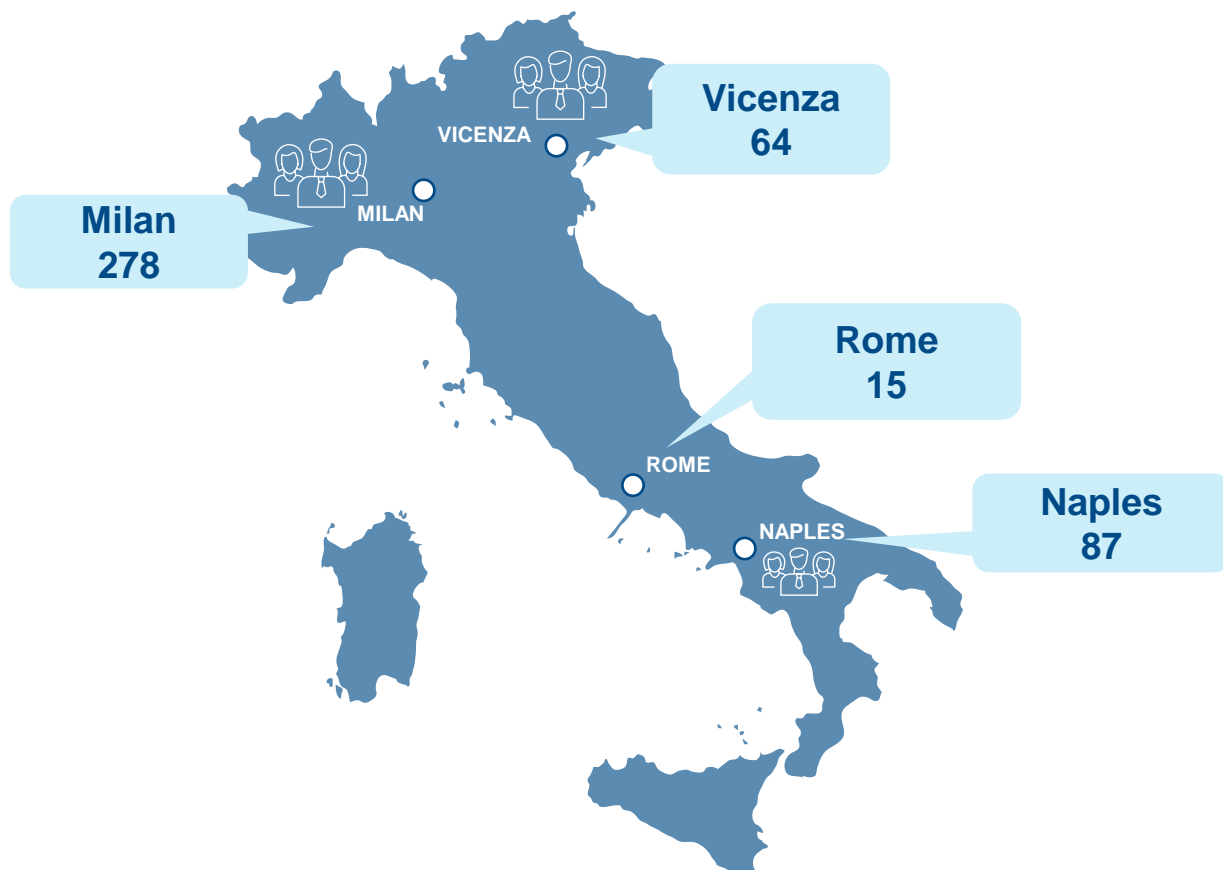 Vicenza
64
VICENZA
Milan
278
MILAN
Rome
15
ROME
Naples
87
NAPLES